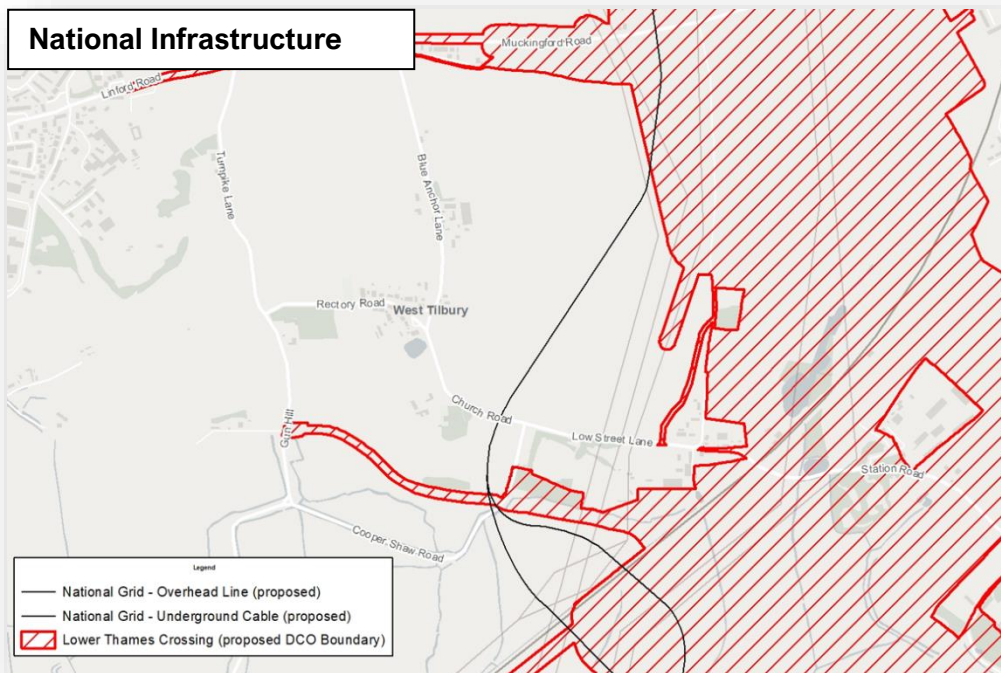 National Infrastructure
Muckingford Road
Linford Road
Turnpike Lane
Blue Anchor Lane
Rectory Road
West Tilbury
Church Road
Low Street Lane
Gun Hill
Station Road
Cooper Shaw Road
Legend
National Grid - Overhead Line (proposed)
National Grid - Underground Cable (proposed)
Lower Thames Crossing (proposed DCO Boundary)